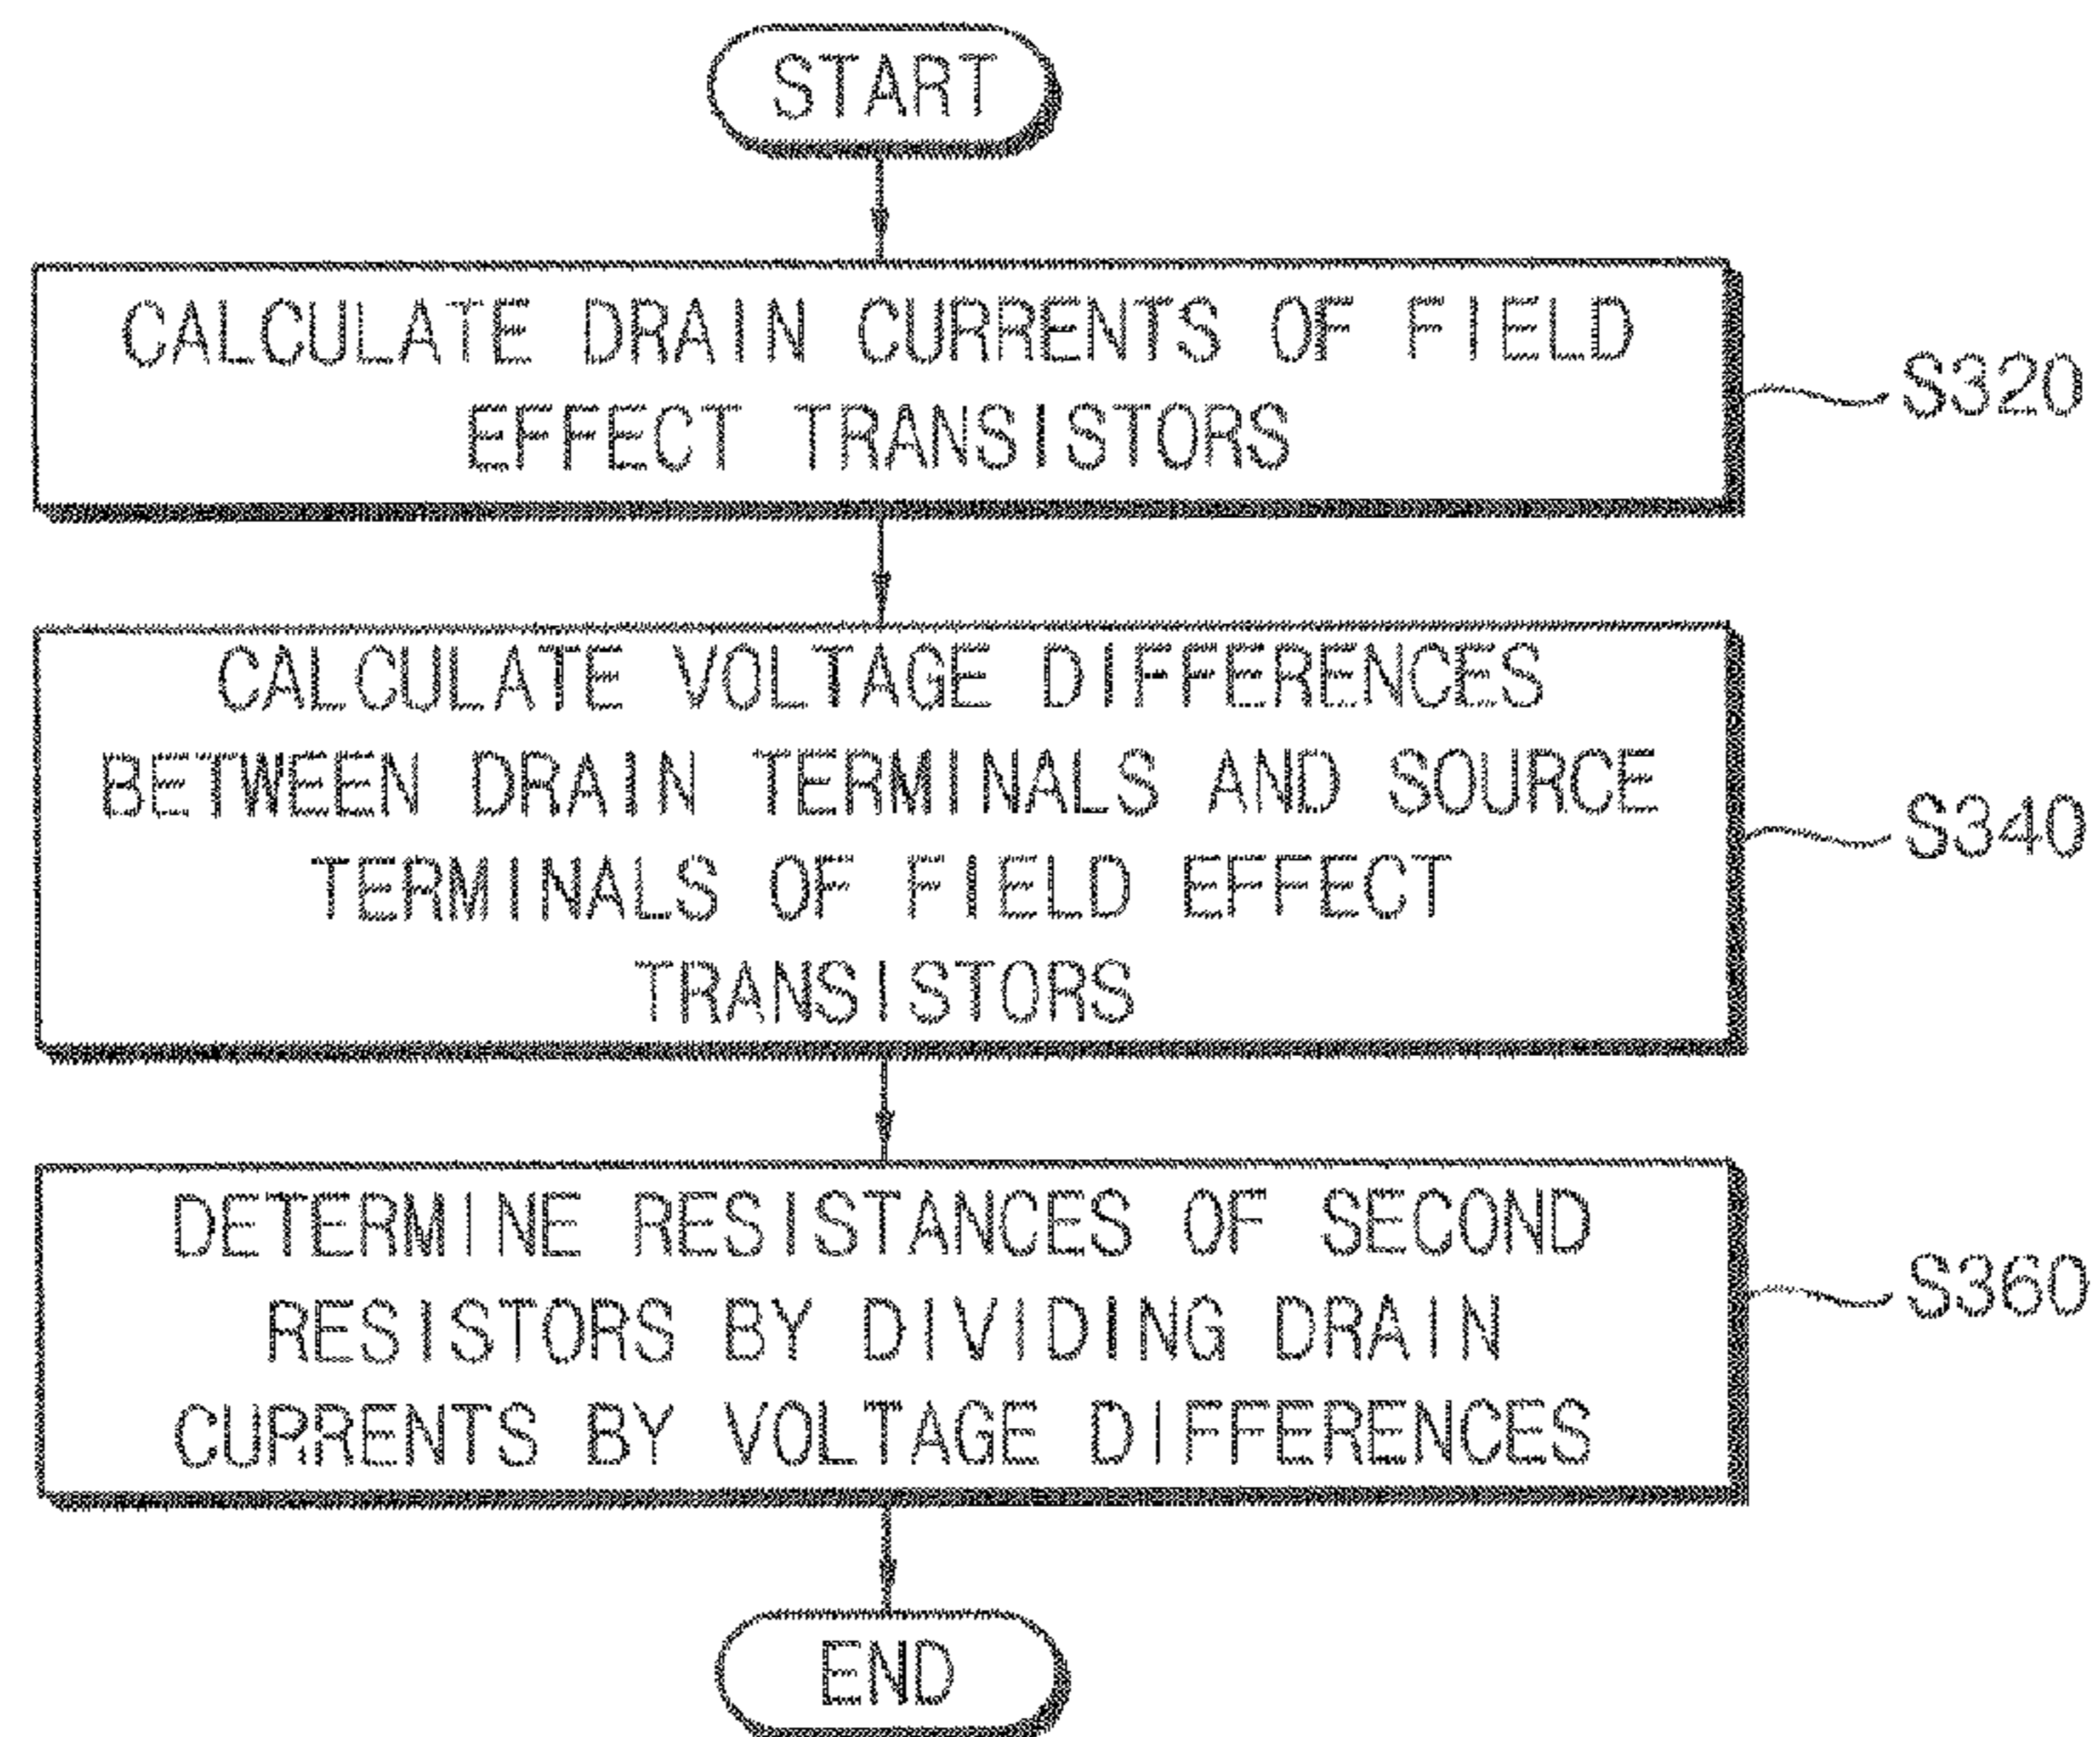 START
CALCULATE DRAIN CURRENTS OF FIELD
EFFECT TRANSISTORS
S320
CALCULATE VOLTAGE DIFFERENCES
BETWEEN DRAIN TERMINALS AND SOURCE
TERMINALS OF FIELD EFFECT
TRANSISTORS
S340
DETERMINE RESISTANCES OF SECOND
RESISTORS BY DIVIDING DRAIN
CURRENTS BY VOLTAGE DIFFERENCES
S360
END